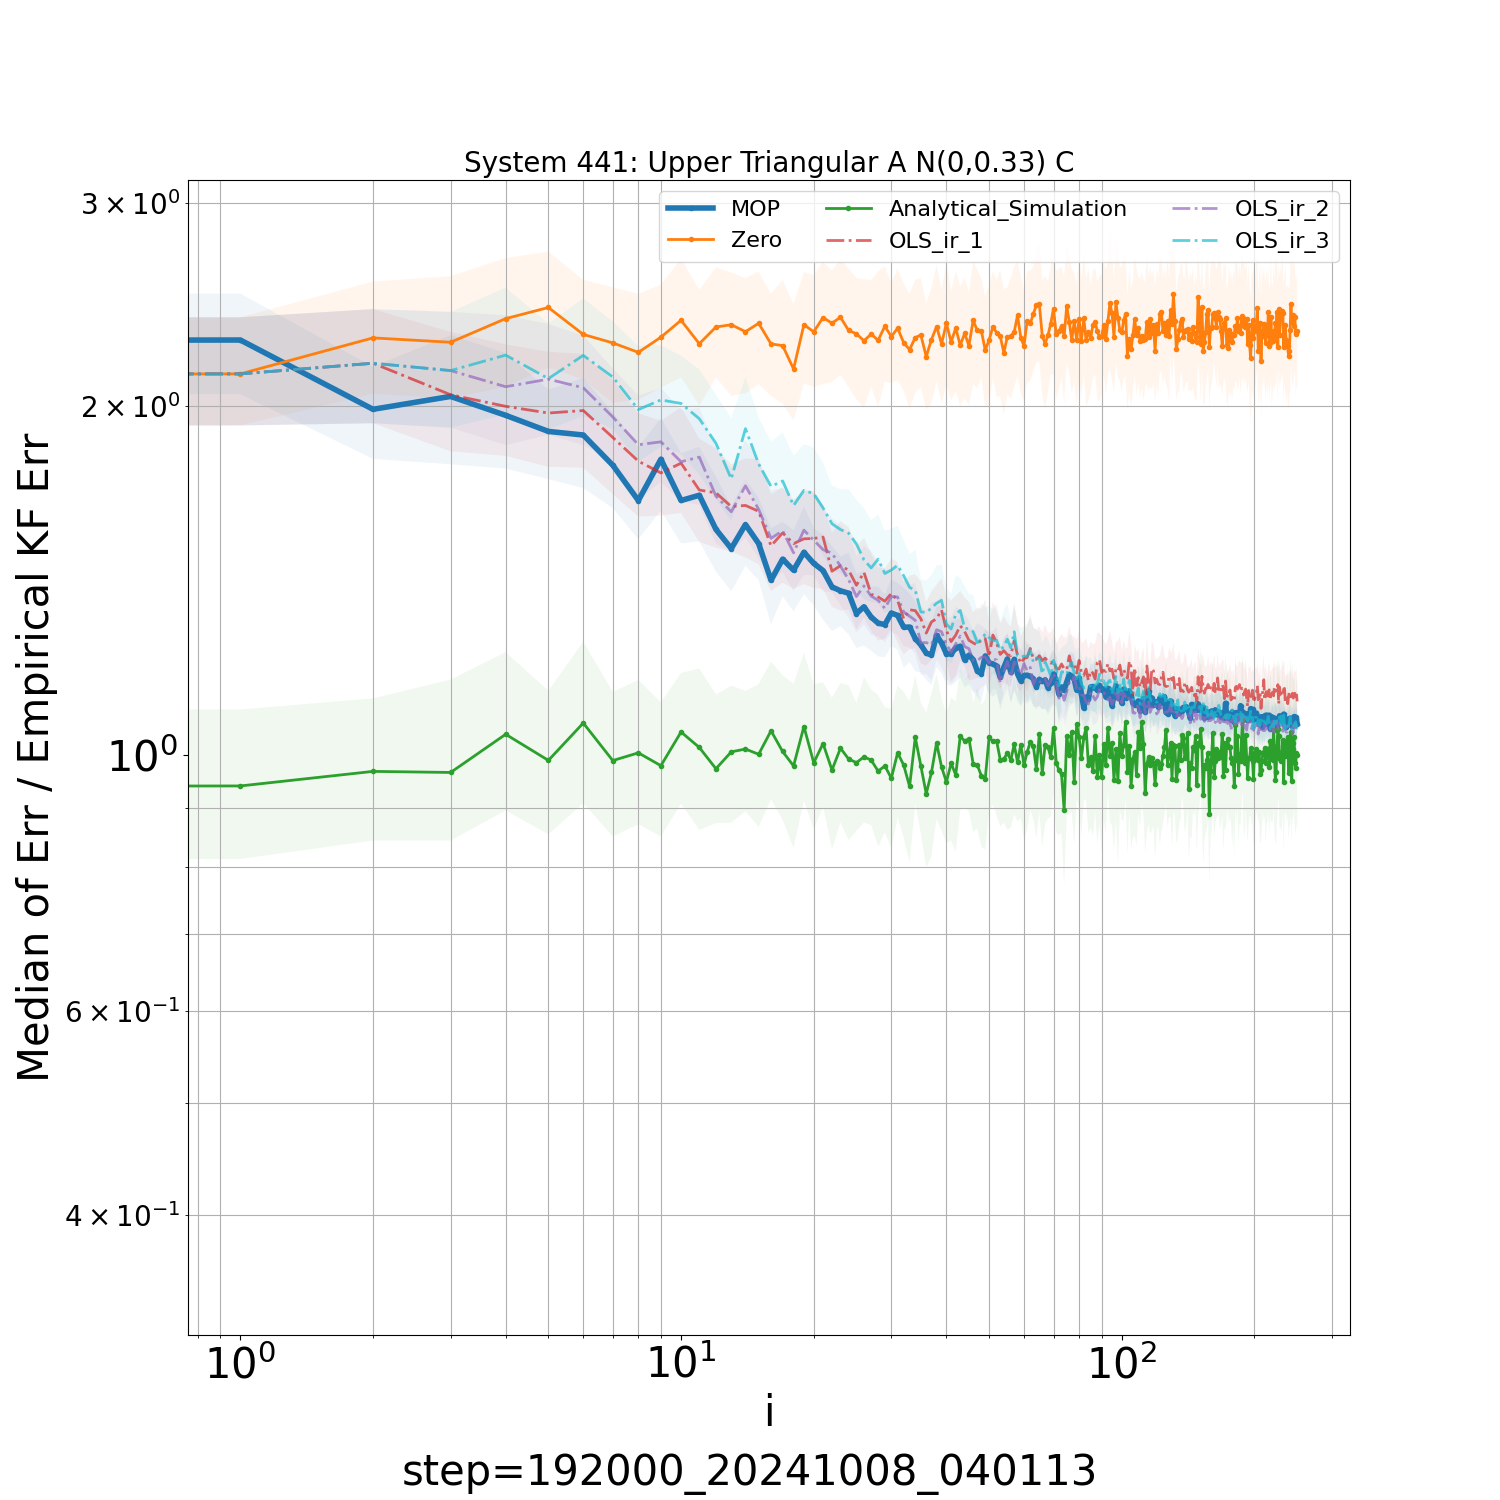 System 441: Upper Triangular A N(0,0.33) C
MOP
Zero
Analytical_Simulation
OLS_ir_1
OLS_ir_2
OLS_ir_3
Median of Err / Empirical KF Err
3 × 10⁰
2 × 10⁰
10⁰
6 × 10⁻¹
4 × 10⁻¹
10⁰ 10¹ 10²
i
step=192000_20241008_040113